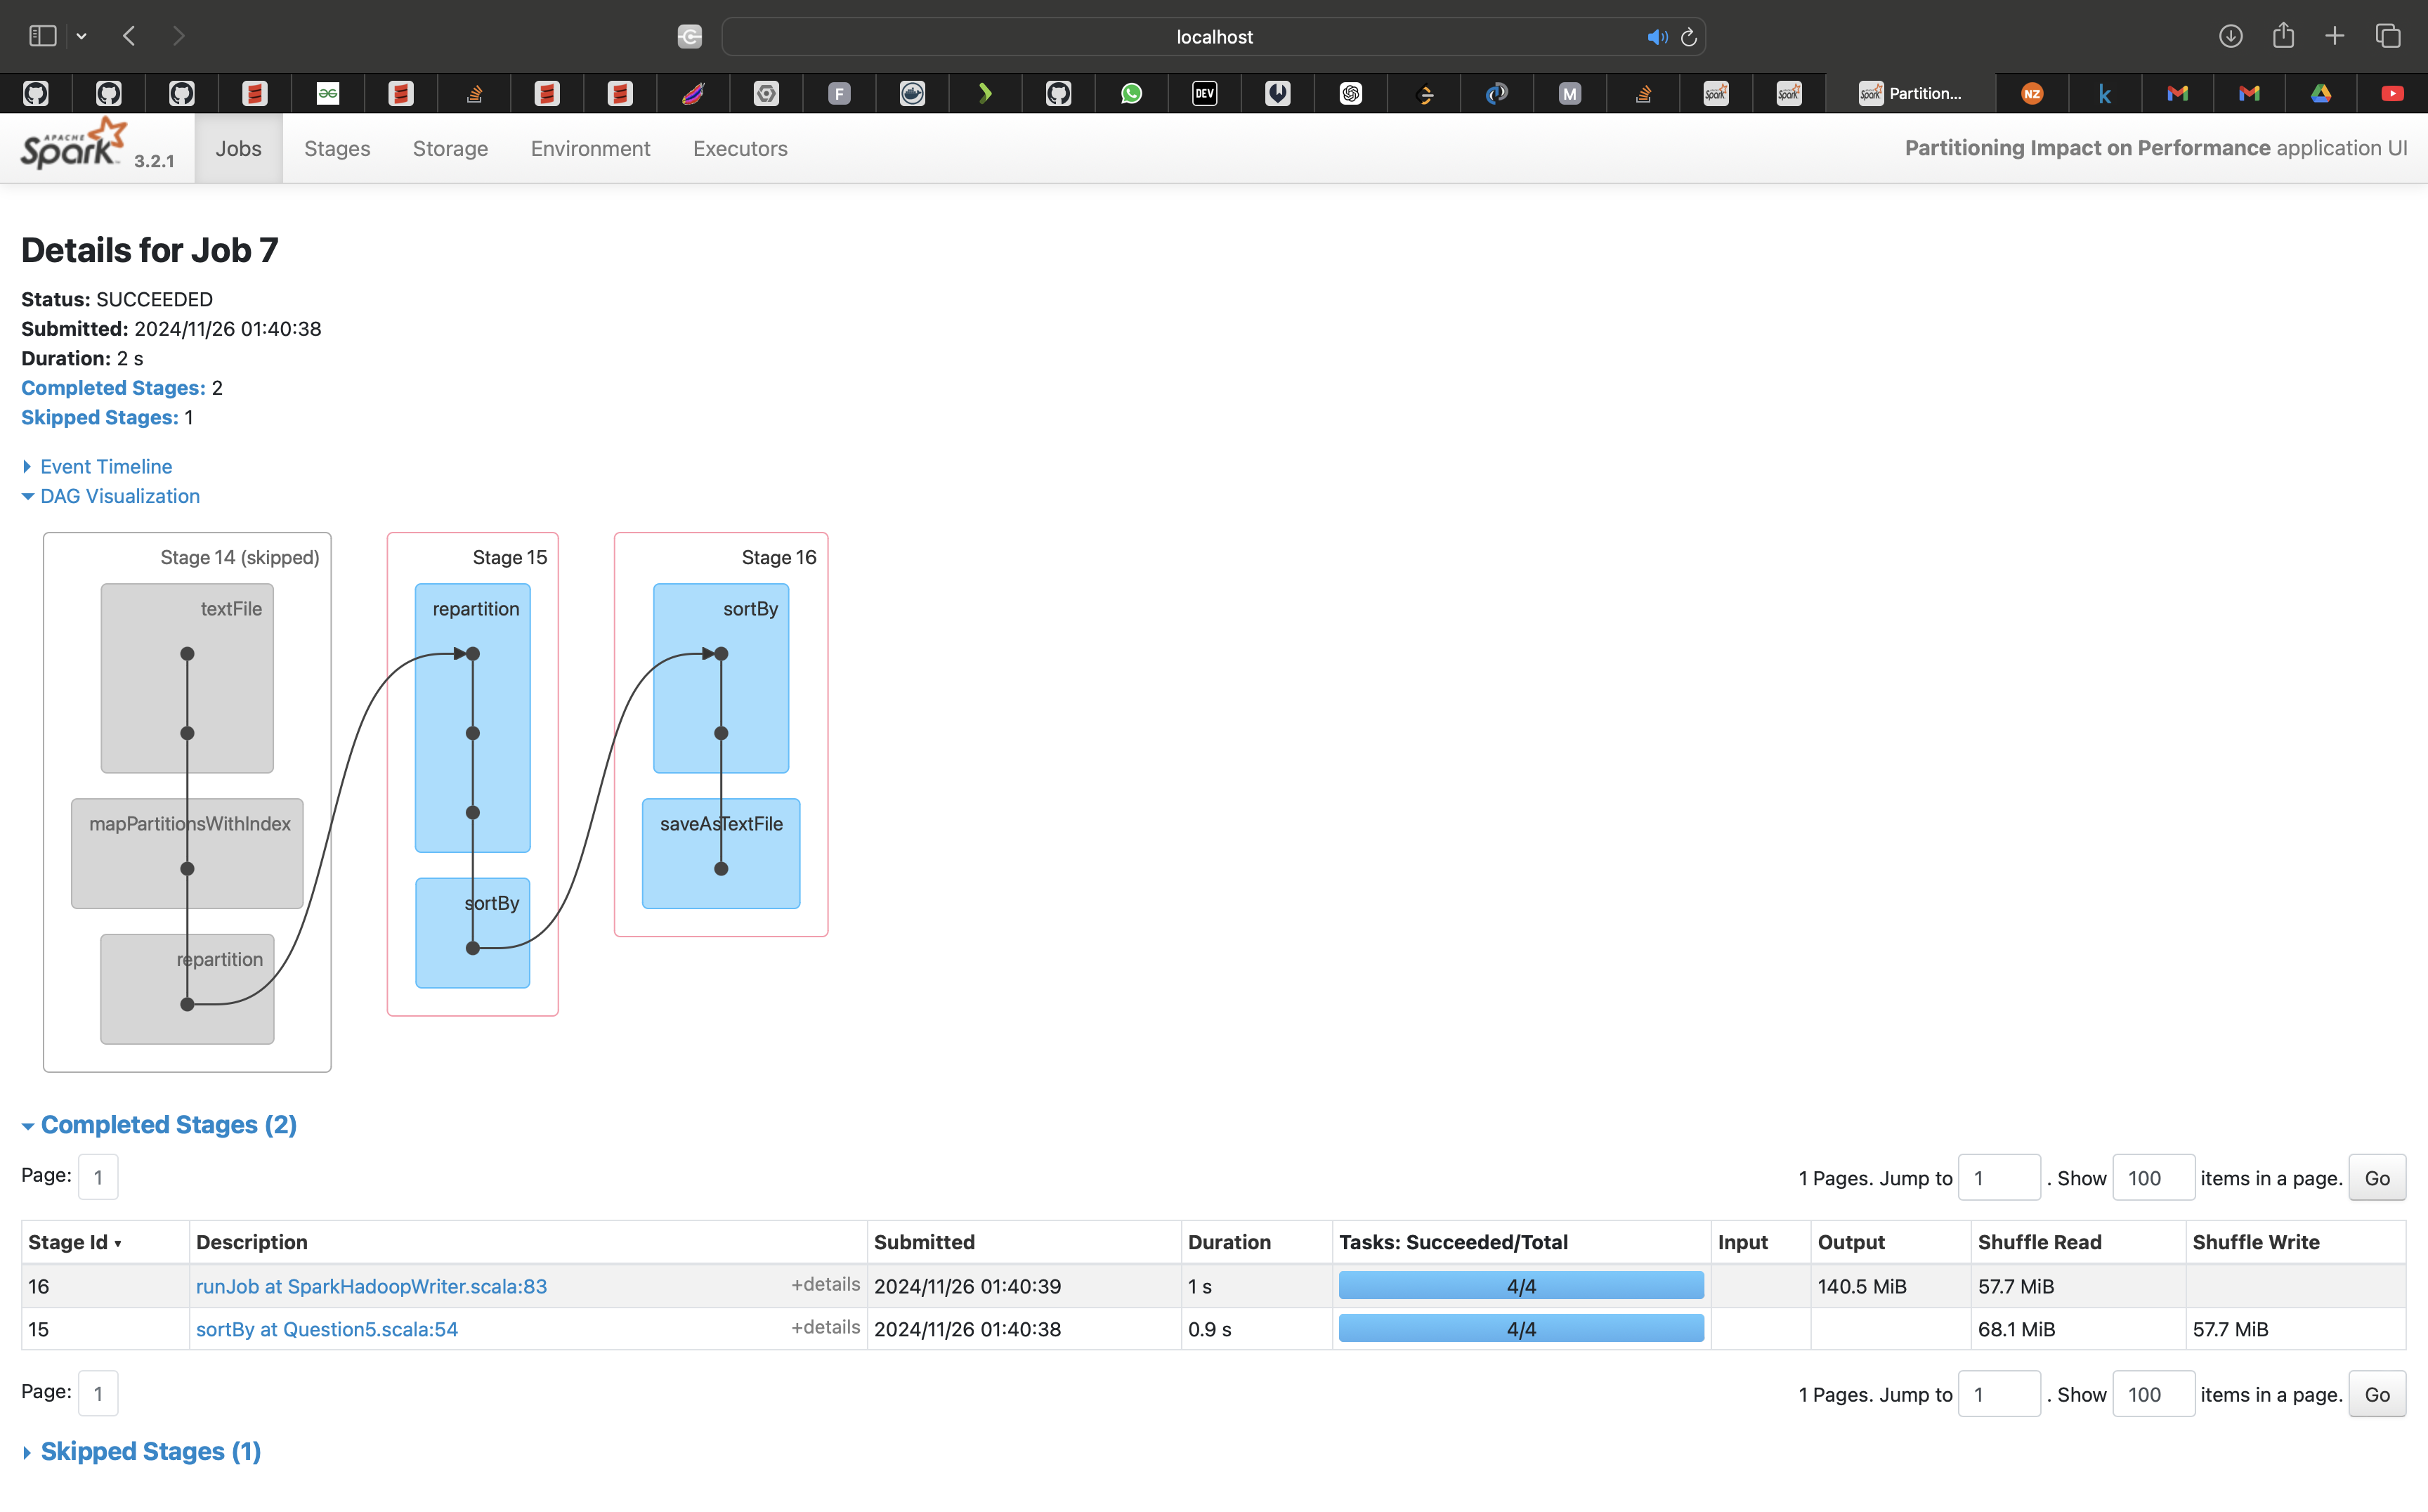 localhost
F
DEV
M
Partition...
NZ
k
APACHE
Spark 3.2.1
Jobs
Stages
Storage
Environment
Executors
Partitioning Impact on Performance application UI
Details for Job 7
Status: SUCCEEDED
Submitted: 2024/11/26 01:40:38
Duration: 2 s
Completed Stages: 2
Skipped Stages: 1
Event Timeline
DAG Visualization
Stage 14 (skipped)
textFile
mapPartitionsWithIndex
repartition
Stage 15
repartition
sortBy
Stage 16
sortBy
saveAsTextFile
Completed Stages (2)
Page: 1
1 Pages. Jump to 1 . Show 100 items in a page. Go
Stage Id ▾ Description Submitted Duration Tasks: Succeeded/Total Input Output Shuffle Read Shuffle Write
16 runJob at SparkHadoopWriter.scala:83 +details 2024/11/26 01:40:39 1 s 4/4 140.5 MiB 57.7 MiB
15 sortBy at Question5.scala:54 +details 2024/11/26 01:40:38 0.9 s 4/4 68.1 MiB 57.7 MiB
Page: 1
1 Pages. Jump to 1 . Show 100 items in a page. Go
Skipped Stages (1)